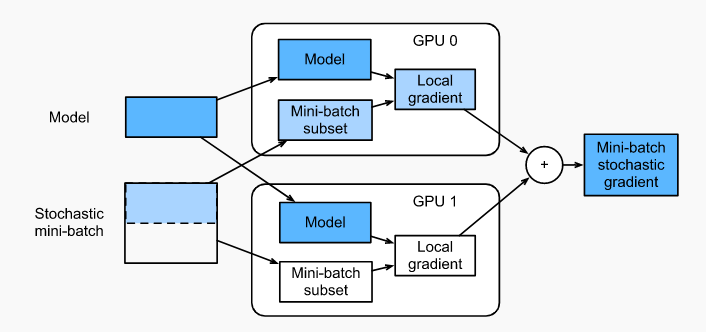 Model
Stochastic
mini-batch
GPU 0
Model
Mini-batch
subset
Local
gradient
GPU 1
Model
Mini-batch
subset
Local
gradient
+
Mini-batch
stochastic
gradient